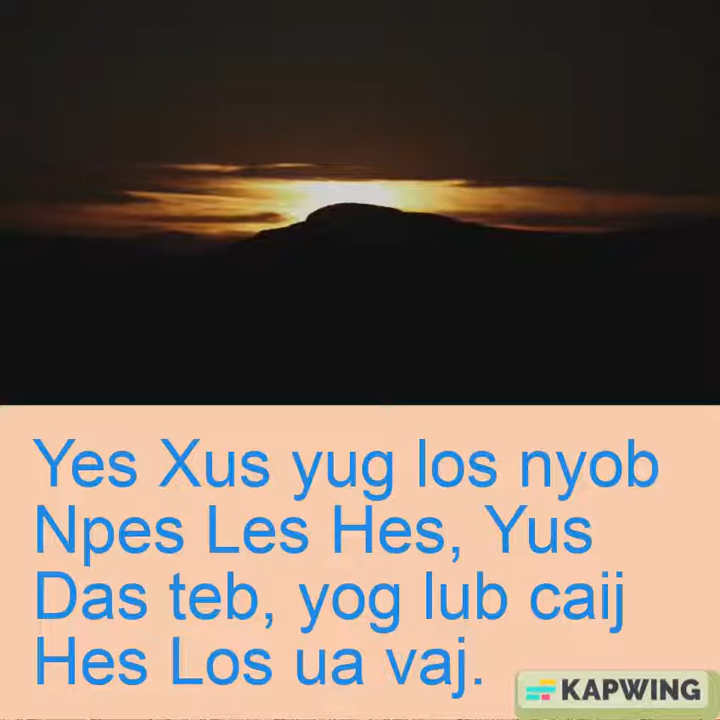 Yes Xus yug los nyob
Npes Les Hes, Yus
Das teb, yog lub caij
Hes Los ua vaj.
KAPWING